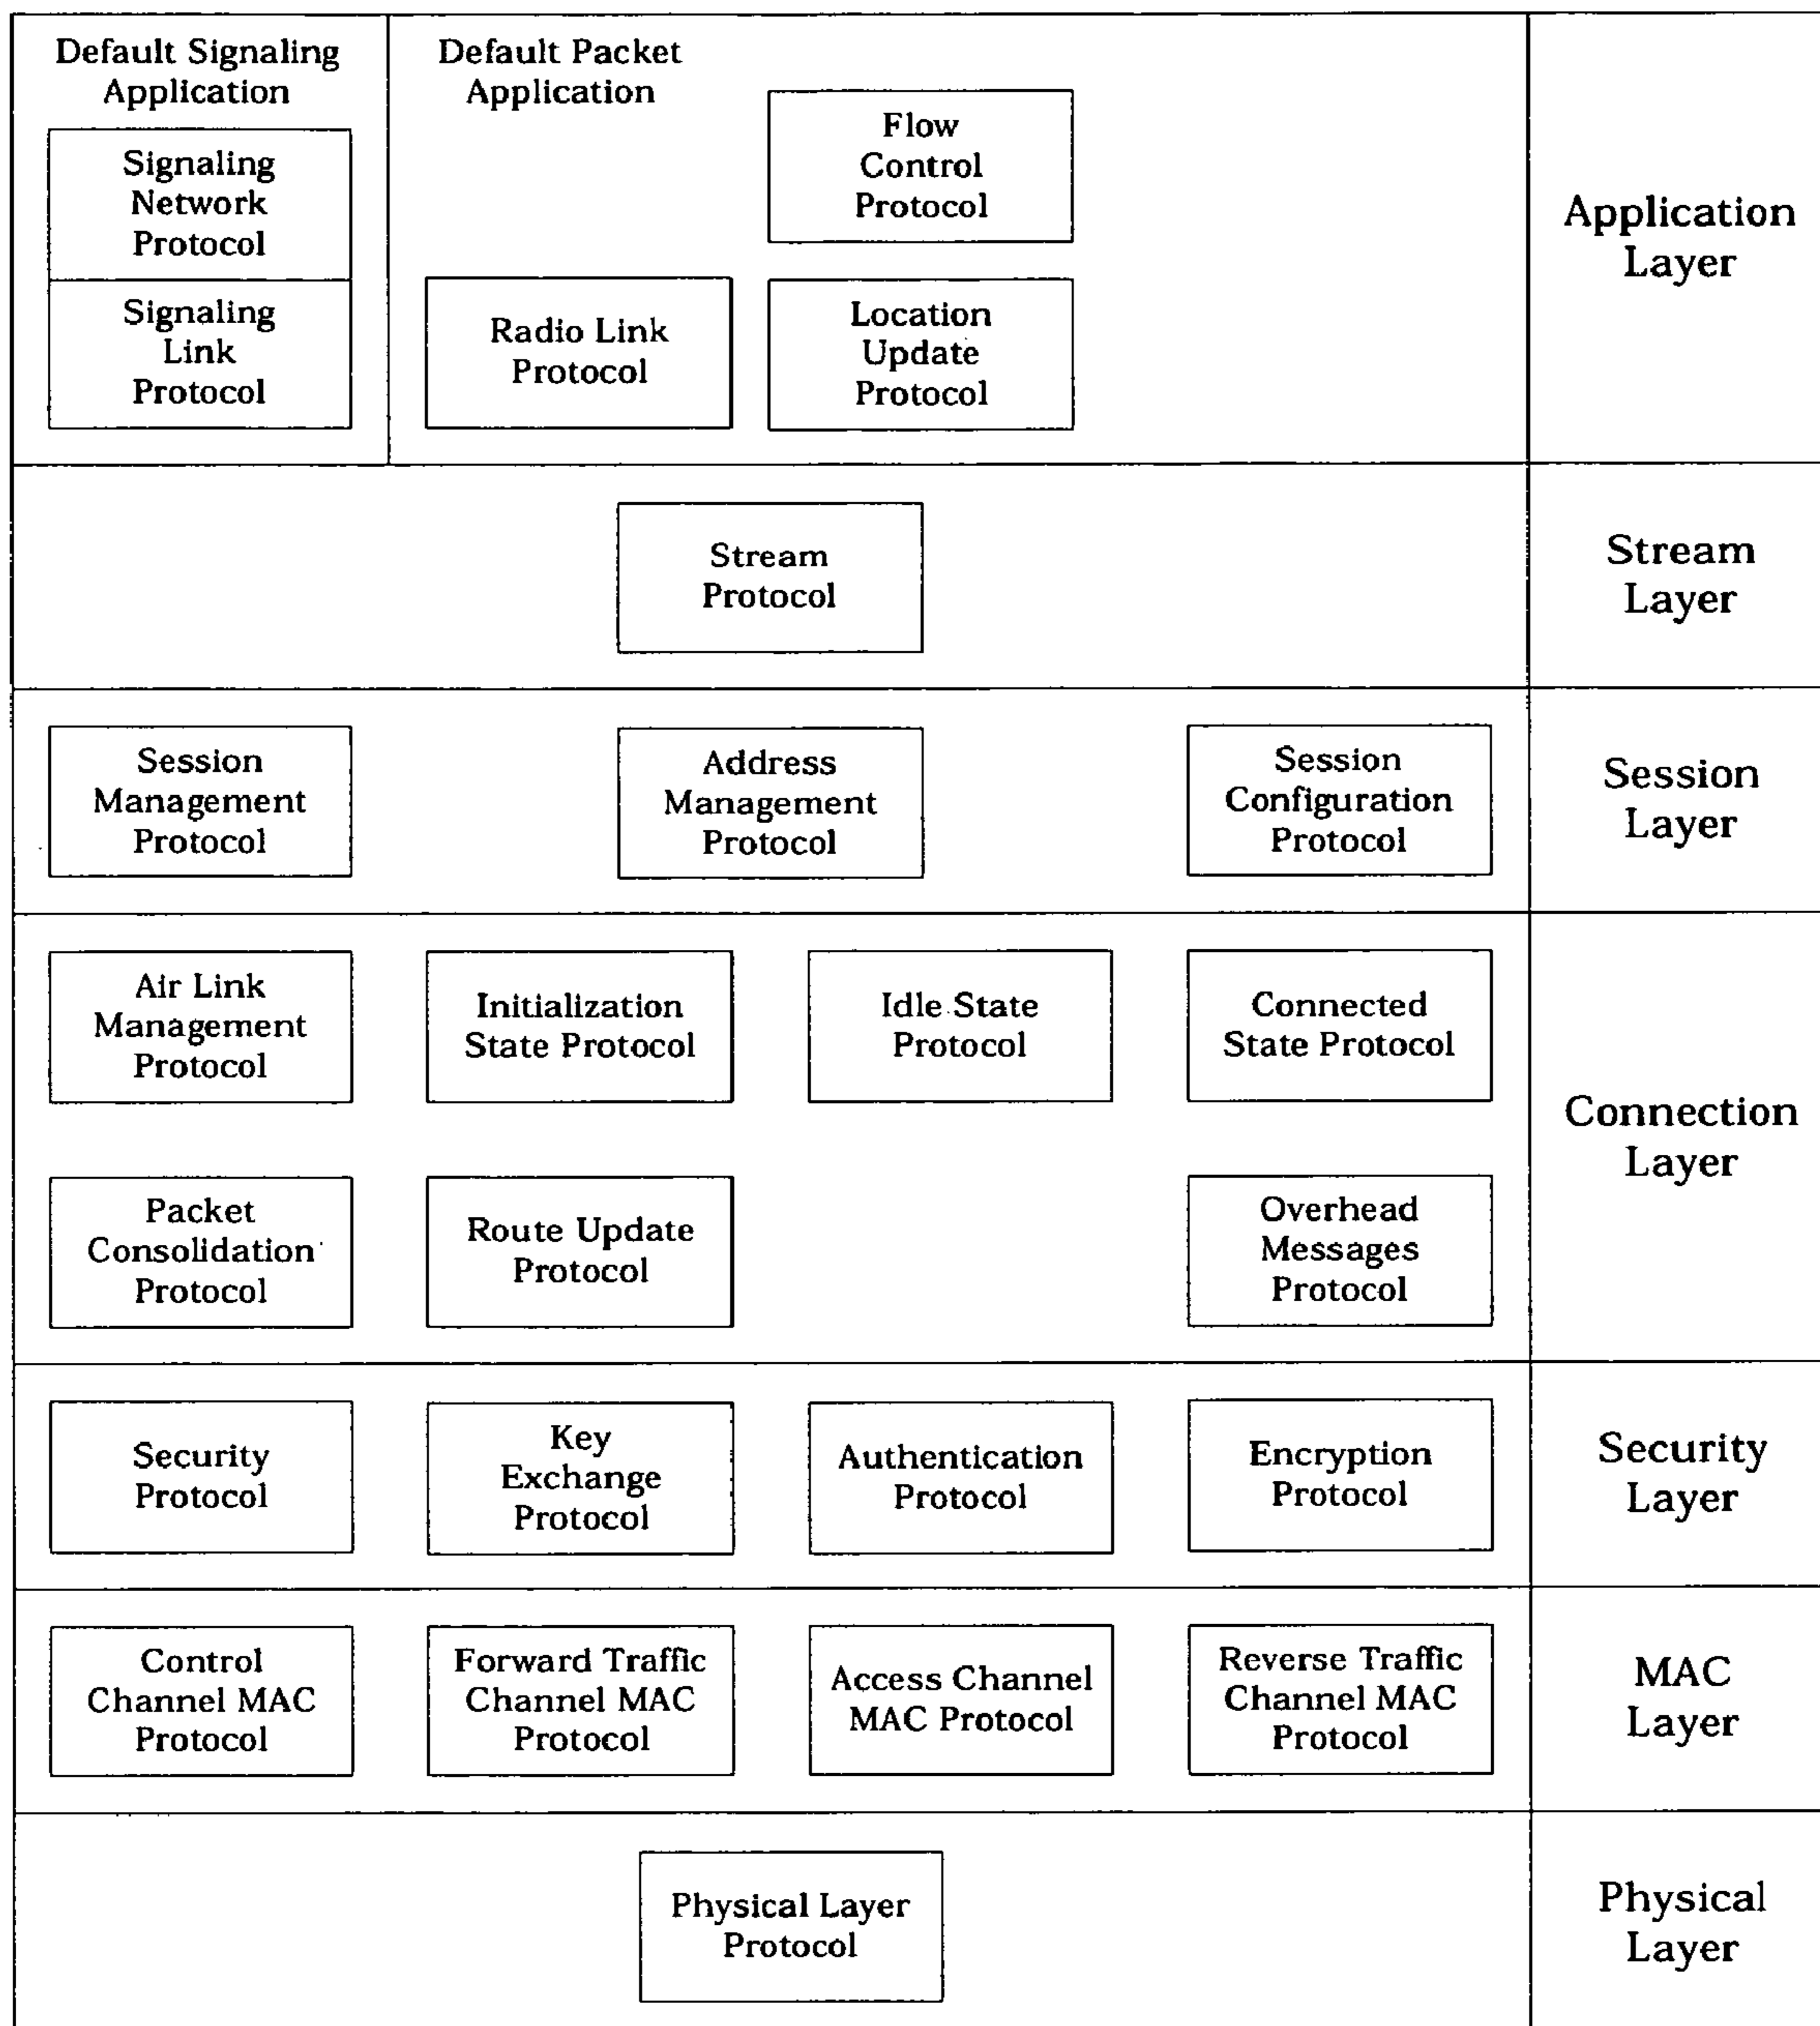 Default Signaling
Application
Signaling
Network
Protocol
Signaling
Link
Protocol
Default Packet
Application
Flow
Control
Protocol
Radio Link
Protocol
Location
Update
Protocol
Application
Layer
Stream
Protocol
Stream
Layer
Session
Management
Protocol
Address
Management
Protocol
Session
Configuration
Protocol
Session
Layer
Air Link
Management
Protocol
Initialization
State Protocol
Idle State
Protocol
Connected
State Protocol
Packet
Consolidation
Protocol
Route Update
Protocol
Overhead
Messages
Protocol
Connection
Layer
Security
Protocol
Key
Exchange
Protocol
Authentication
Protocol
Encryption
Protocol
Security
Layer
Control
Channel MAC
Protocol
Forward Traffic
Channel MAC
Protocol
Access Channel
MAC Protocol
Reverse Traffic
Channel MAC
Protocol
MAC
Layer
Physical Layer
Protocol
Physical
Layer